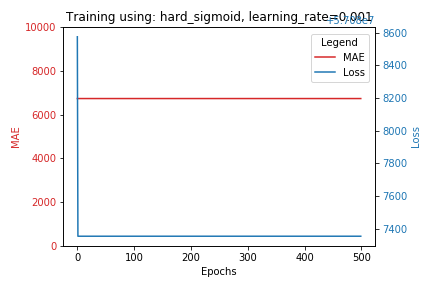 Training using: hard_sigmoid, learning_rate=0.001
10000
8000
6000
4000
2000
0
MAE
Legend
MAE
Loss
8600
8400
8200
8000
7800
7600
7400
Loss
0
100
200
300
400
500
Epochs